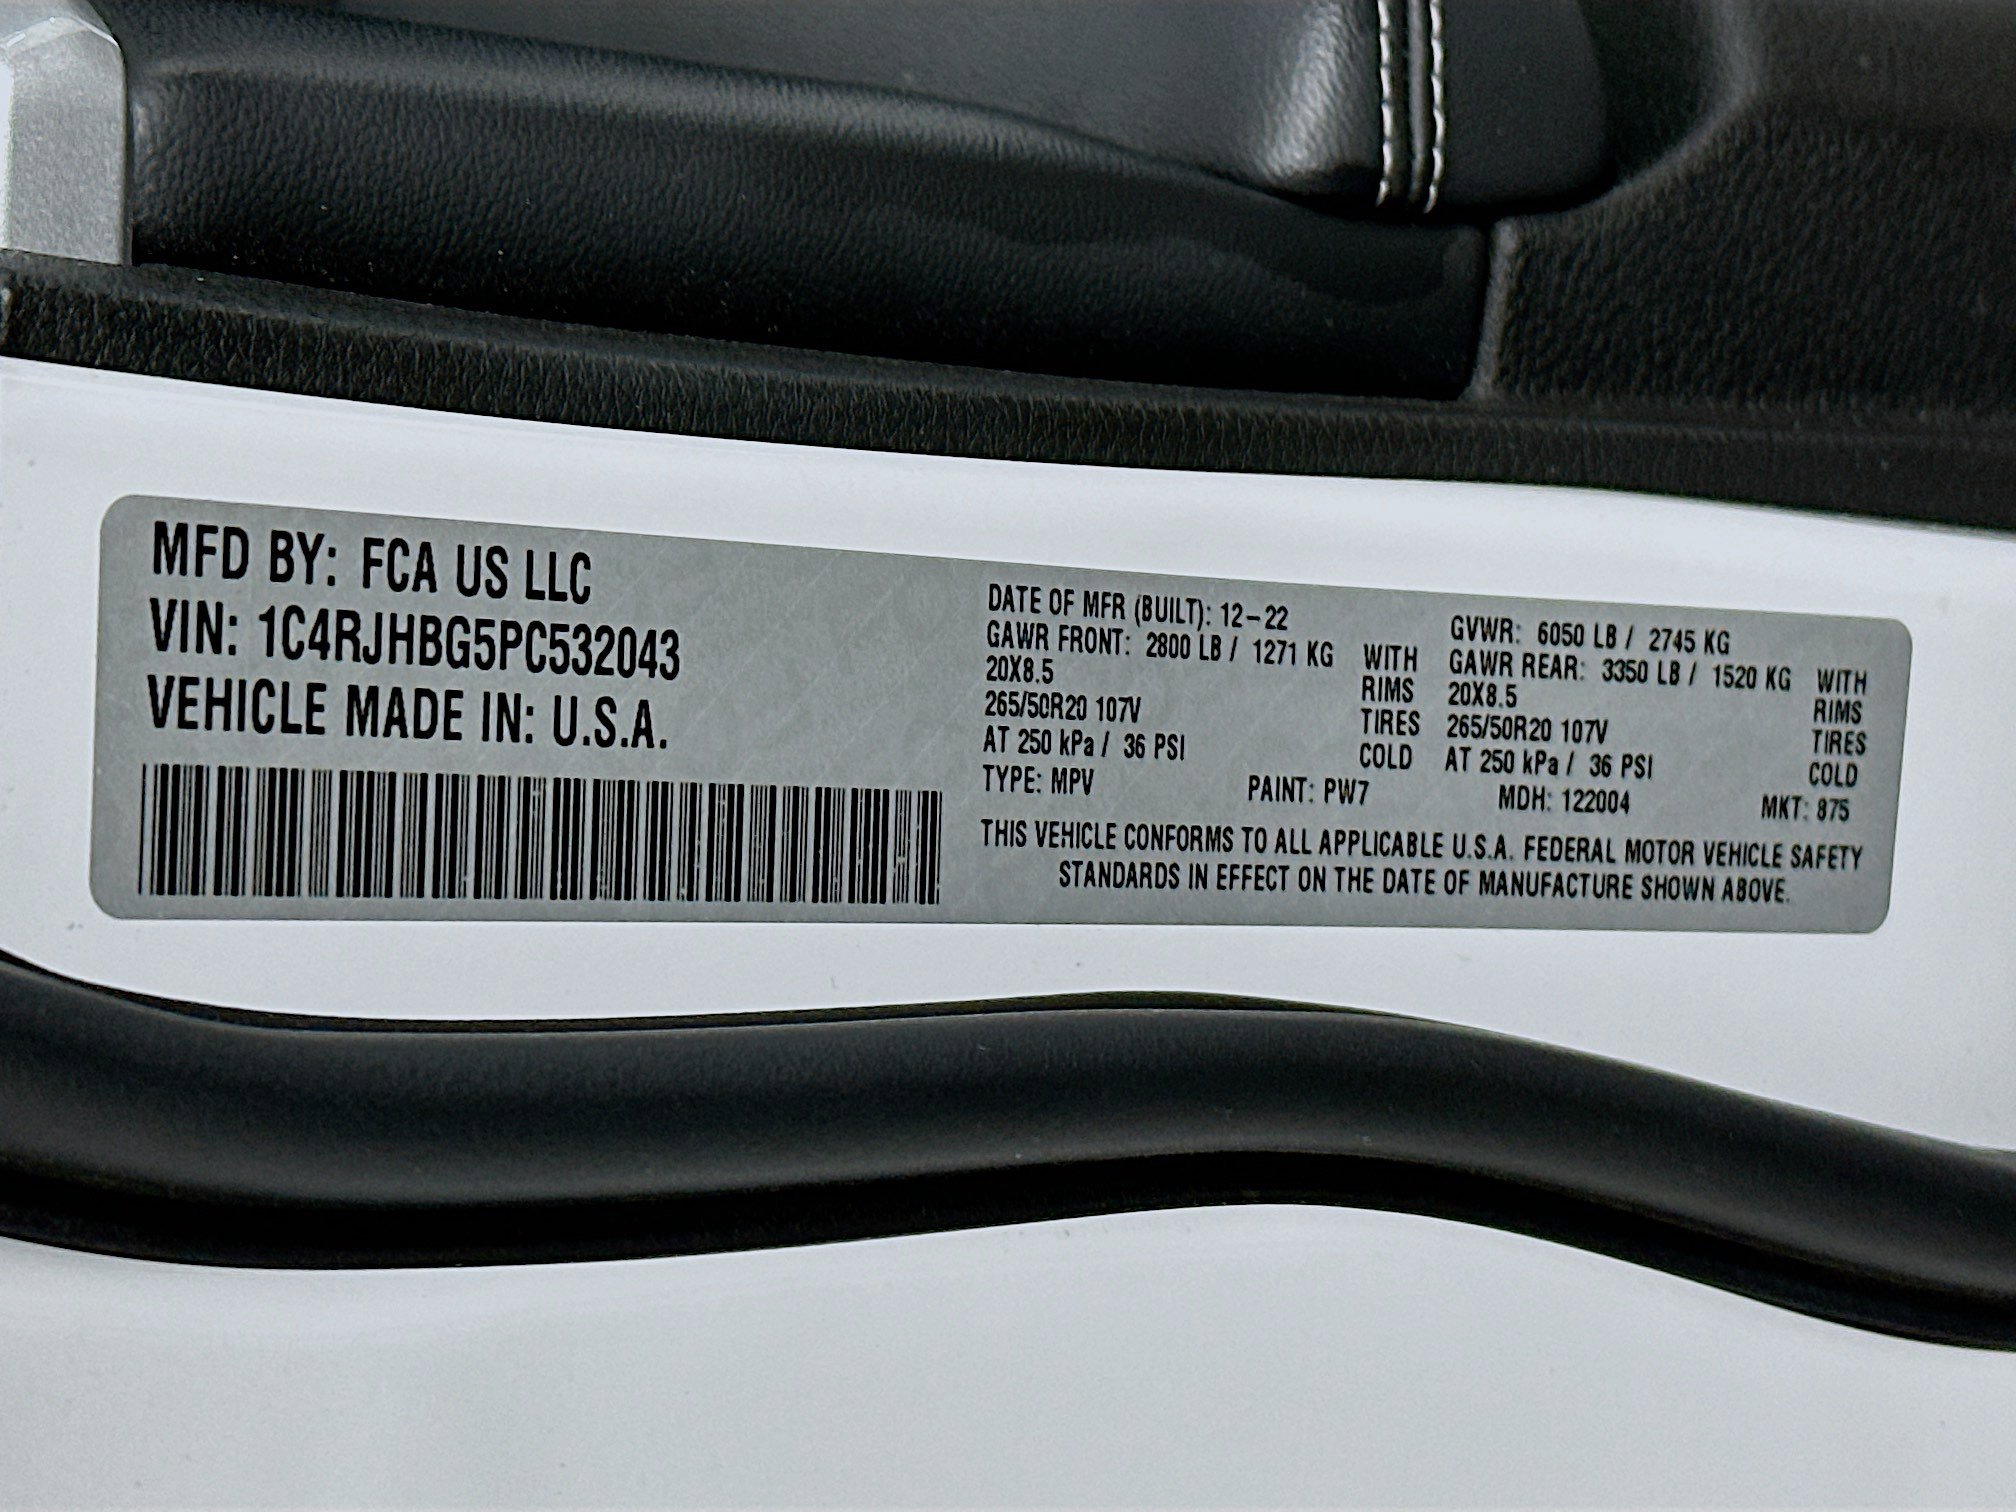 MFD BY: FCA US LLC
VIN: 1C4RJHBG5PC532043
VEHICLE MADE IN: U.S.A.
DATE OF MFR (BUILT): 12-22 GVWR: 6050 LB / 2745 KG
GAWR FRONT: 2800 LB / 1271 KG WITH GAWR REAR: 3350 LB / 1520 KG WITH
20X8.5 RIMS 20X8.5 RIMS
265/50R20 107V TIRES 265/50R20 107V TIRES
AT 250 kPa / 36 PSI COLD AT 250 kPa / 36 PSI COLD
TYPE: MPV PAINT: PW7 MDH: 122004 MKT: 875
THIS VEHICLE CONFORMS TO ALL APPLICABLE U.S.A. FEDERAL MOTOR VEHICLE SAFETY
STANDARDS IN EFFECT ON THE DATE OF MANUFACTURE SHOWN ABOVE.